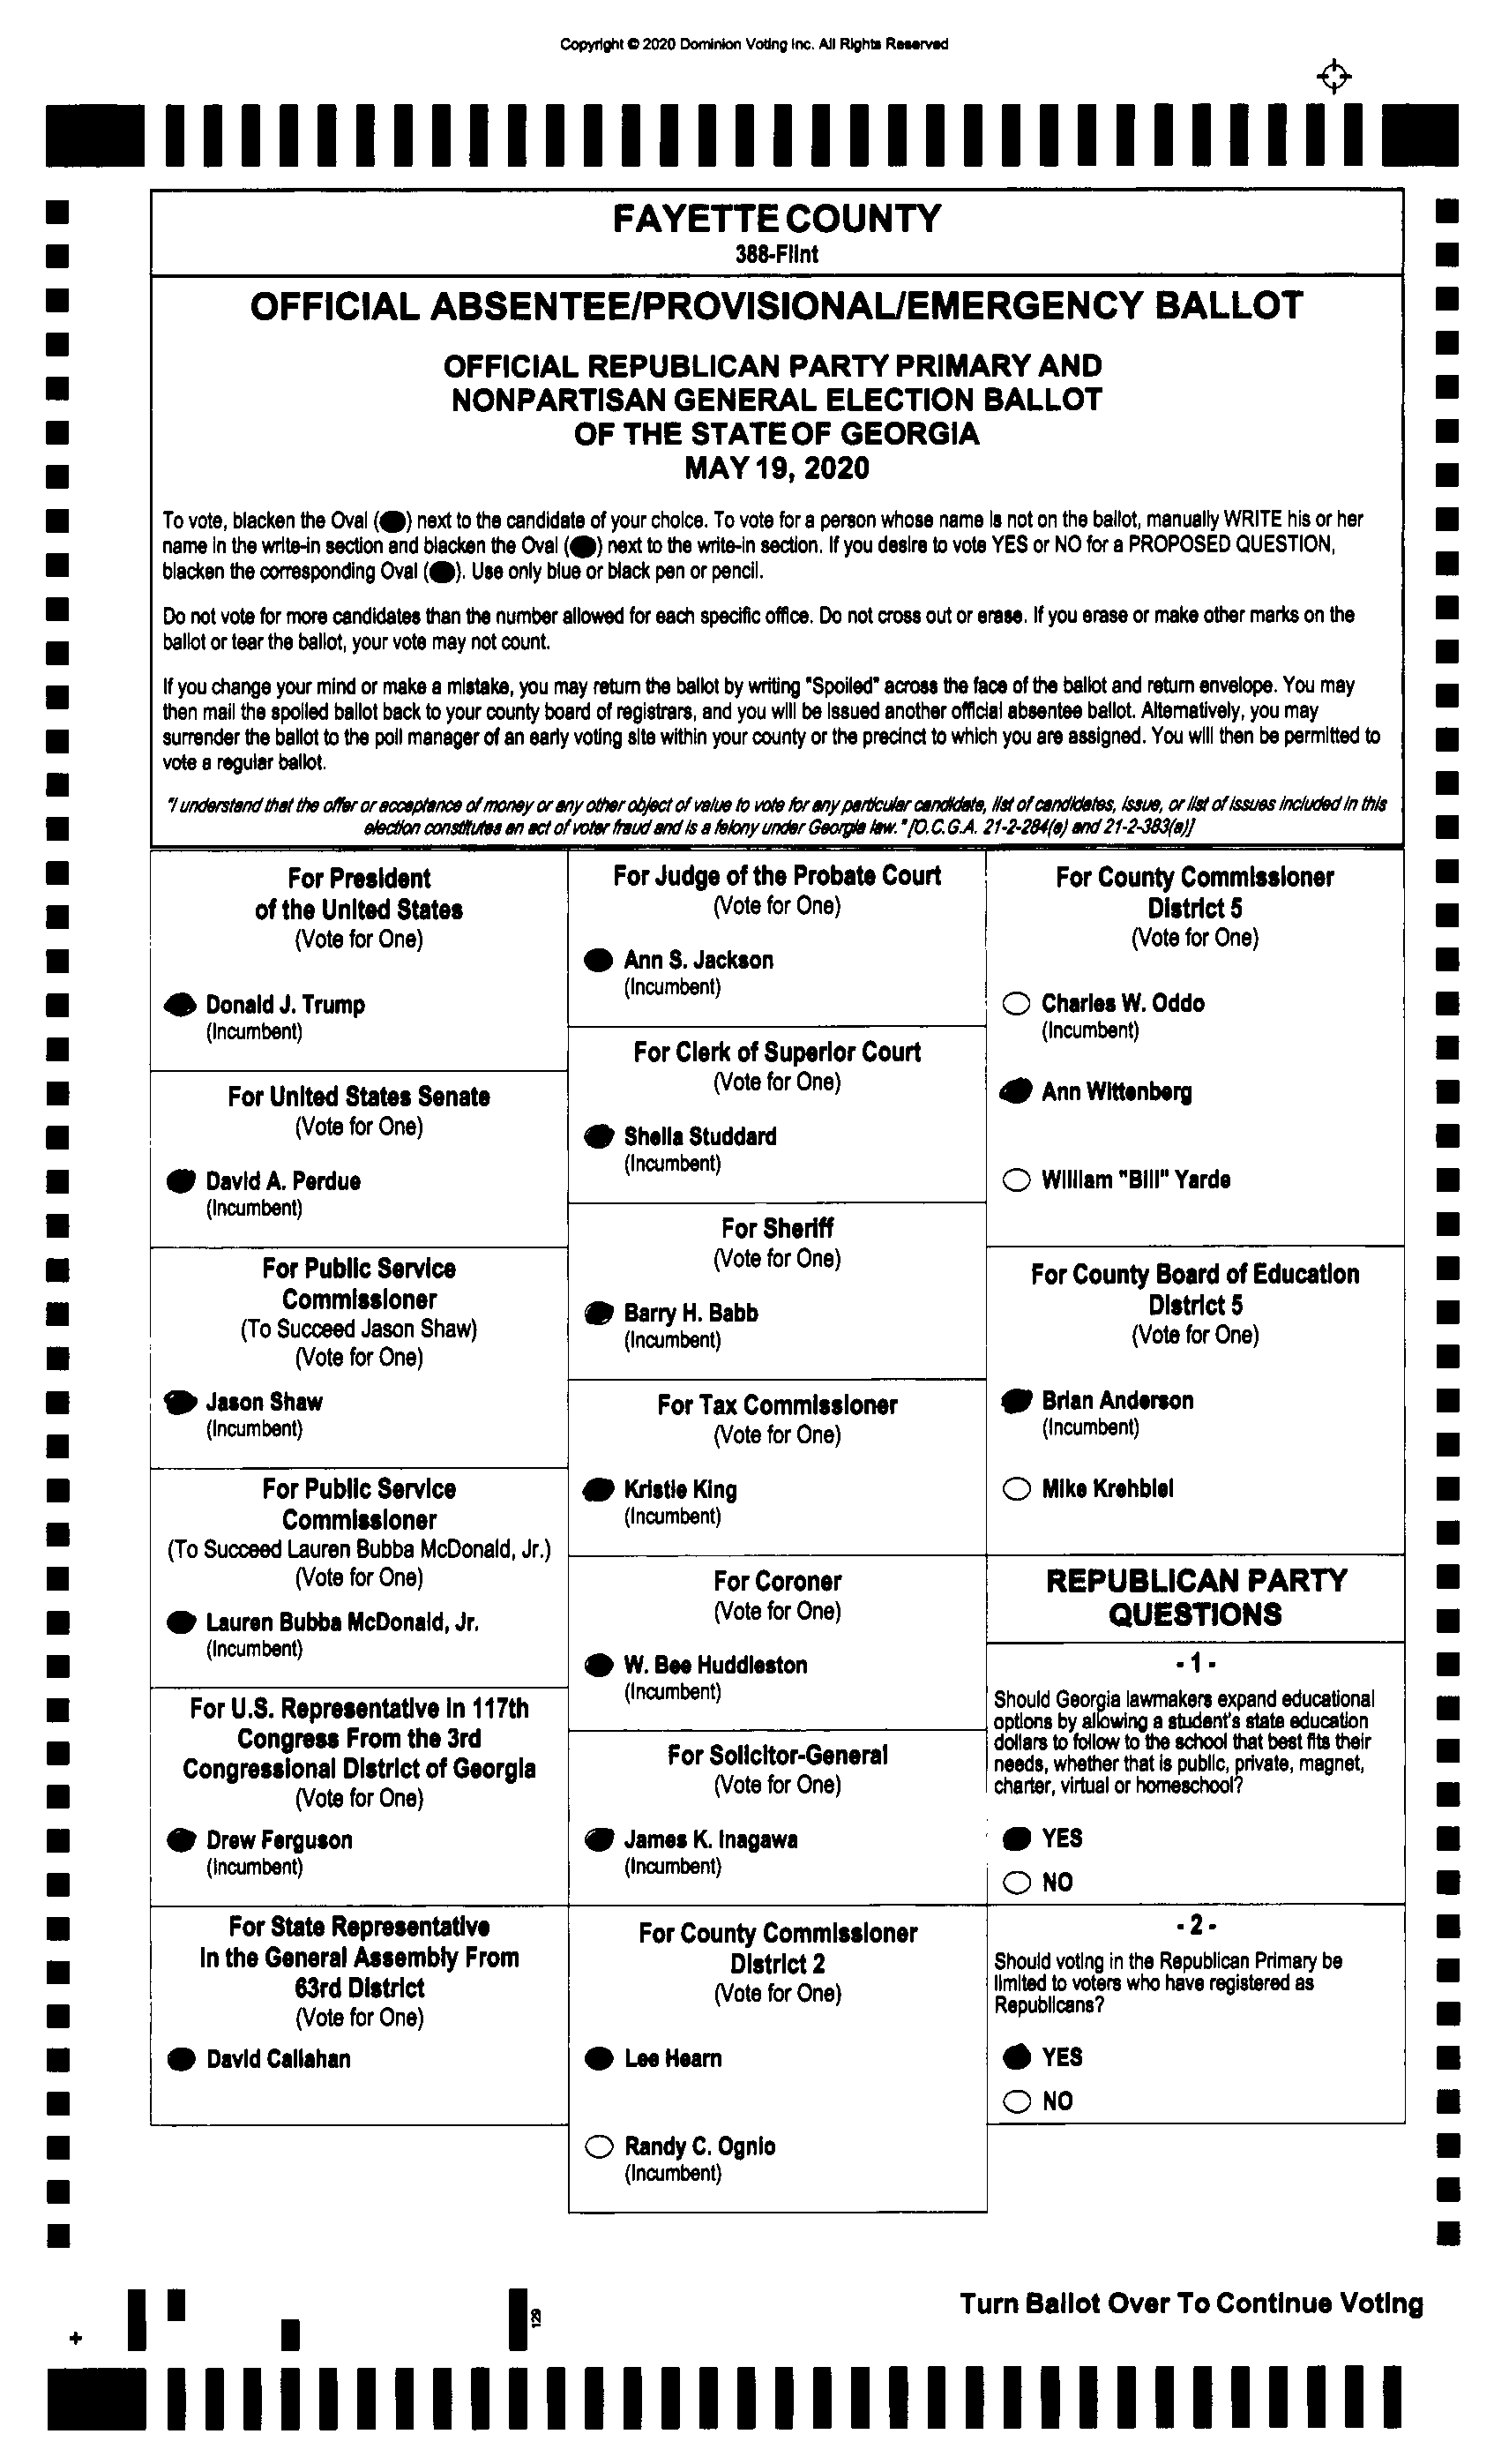 Copyright © 2020 Dominion Voting Inc. All Rights Reserved
FAYETTE COUNTY
388-Flint
OFFICIAL ABSENTEE/PROVISIONAL/EMERGENCY BALLOT
OFFICIAL REPUBLICAN PARTY PRIMARY AND
NONPARTISAN GENERAL ELECTION BALLOT
OF THE STATE OF GEORGIA
MAY 19, 2020
To vote, blacken the Oval (●) next to the candidate of your choice. To vote for a person whose name is not on the ballot, manually WRITE his or her
name in the write-in section and blacken the Oval (●) next to the write-in section. If you desire to vote YES or NO for a PROPOSED QUESTION,
blacken the corresponding Oval (●). Use only blue or black pen or pencil.
Do not vote for more candidates than the number allowed for each specific office. Do not cross out or erase. If you erase or make other marks on the
ballot or tear the ballot, your vote may not count.
If you change your mind or make a mistake, you may return the ballot by writing "Spoiled" across the face of the ballot and return envelope. You may
then mail the spoiled ballot back to your county board of registrars, and you will be issued another official absentee ballot. Alternatively, you may
surrender the ballot to the poll manager of an early voting site within your county or the precinct to which you are assigned. You will then be permitted to
vote a regular ballot.
"I understand that the offer or acceptance of money or any other object of value to vote for any particular candidate, list of candidates, issue, or list of issues included in this
election constitutes an act of voter fraud and is a felony under Georgia law." [O.C.G.A. 21-2-284(e) and 21-2-383(a)]
For President
of the United States
(Vote for One)
Donald J. Trump
(Incumbent)
For United States Senate
(Vote for One)
David A. Perdue
(Incumbent)
For Public Service
Commissioner
(To Succeed Jason Shaw)
(Vote for One)
Jason Shaw
(Incumbent)
For Public Service
Commissioner
(To Succeed Lauren Bubba McDonald, Jr.)
(Vote for One)
Lauren Bubba McDonald, Jr.
(Incumbent)
For U.S. Representative in 117th
Congress From the 3rd
Congressional District of Georgia
(Vote for One)
Drew Ferguson
(Incumbent)
For State Representative
In the General Assembly From
63rd District
(Vote for One)
David Callahan
For Judge of the Probate Court
(Vote for One)
Ann S. Jackson
(Incumbent)
For Clerk of Superior Court
(Vote for One)
Sheila Studdard
(Incumbent)
For Sheriff
(Vote for One)
Barry H. Babb
(Incumbent)
For Tax Commissioner
(Vote for One)
Kristie King
(Incumbent)
For Coroner
(Vote for One)
W. Bee Huddleston
(Incumbent)
For Solicitor-General
(Vote for One)
James K. Inagawa
(Incumbent)
For County Commissioner
District 2
(Vote for One)
Lee Hearn
Randy C. Ognio
(Incumbent)
For County Commissioner
District 5
(Vote for One)
Charles W. Oddo
(Incumbent)
Ann Wittenberg
William "Bill" Yarde
For County Board of Education
District 5
(Vote for One)
Brian Anderson
(Incumbent)
Mike Krehbiel
REPUBLICAN PARTY
QUESTIONS
- 1 -
Should Georgia lawmakers expand educational
options by allowing a student's state education
dollars to follow to the school that best fits their
needs, whether that is public, private, magnet,
charter, virtual or homeschool?
YES
NO
- 2 -
Should voting in the Republican Primary be
limited to voters who have registered as
Republicans?
YES
NO
Turn Ballot Over To Continue Voting
129